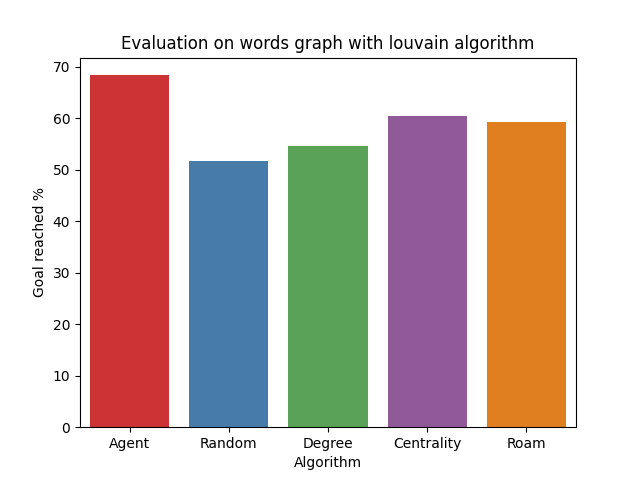 Evaluation on words graph with louvain algorithm
70
60
50
40
30
20
10
0
Goal reached %
Agent Random Degree Centrality Roam
Algorithm